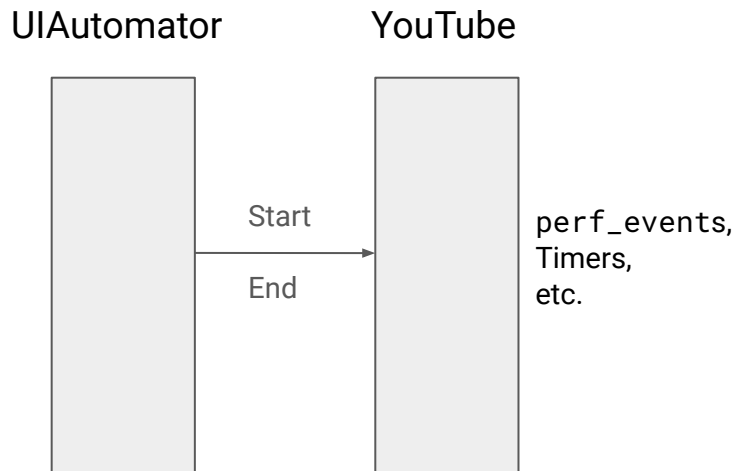 UIAutomator
YouTube
Start
End
perf_events,
Timers,
etc.